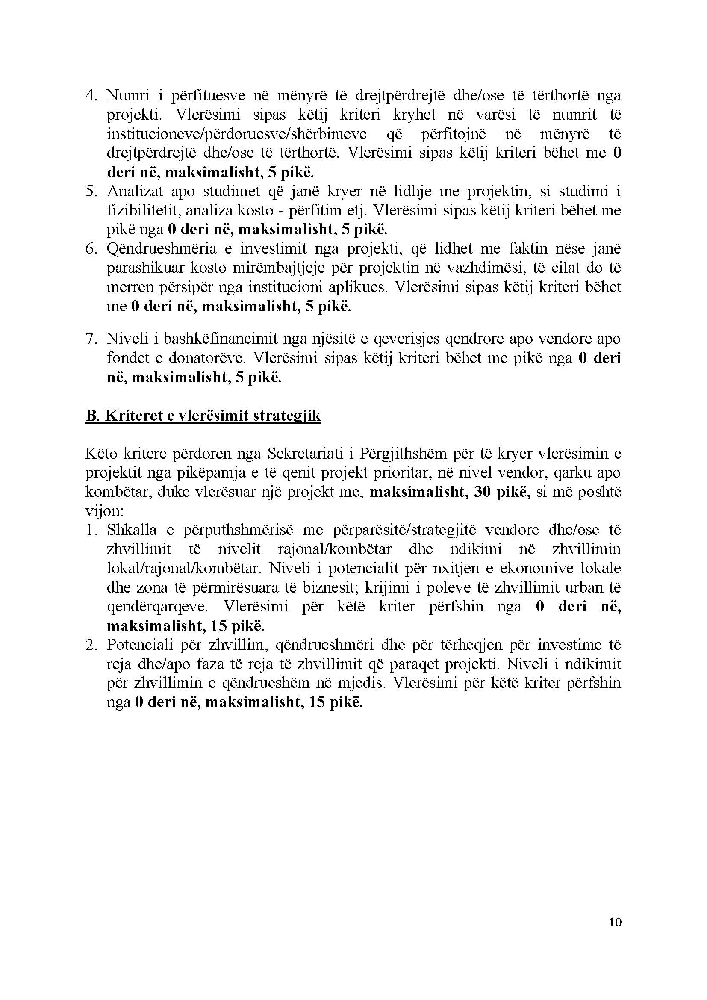 4. Numri i përfituesve në mënyrë të drejtpërdrejtë dhe/ose të tërthortë nga
projekti. Vlerësimi sipas këtij kriteri kryhet në varësi të numrit të
institucioneve/përdoruesve/shërbimeve që përfitojnë në mënyrë të
drejtpërdrejtë dhe/ose të tërthortë. Vlerësimi sipas këtij kriteri bëhet me 0
deri në, maksimalisht, 5 pikë.
5. Analizat apo studimet që janë kryer në lidhje me projektin, si studimi i
fizibilitetit, analiza kosto - përfitim etj. Vlerësimi sipas këtij kriteri bëhet me
pikë nga 0 deri në, maksimalisht, 5 pikë.
6. Qëndrueshmëria e investimit nga projekti, që lidhet me faktin nëse janë
parashikuar kosto mirëmbajtjeje për projektin në vazhdimësi, të cilat do të
merren përsipër nga institucioni aplikues. Vlerësimi sipas këtij kriteri bëhet
me 0 deri në, maksimalisht, 5 pikë.
7. Niveli i bashkëfinancimit nga njësitë e qeverisjes qendrore apo vendore apo
fondet e donatorëve. Vlerësimi sipas këtij kriteri bëhet me pikë nga 0 deri
në, maksimalisht, 5 pikë.
B. Kriteret e vlerësimit strategjik
Këto kritere përdoren nga Sekretariati i Përgjithshëm për të kryer vlerësimin e
projektit nga pikëpamja e të qenit projekt prioritar, në nivel vendor, qarku apo
kombëtar, duke vlerësuar një projekt me, maksimalisht, 30 pikë, si më poshtë
vijon:
1. Shkalla e përputhshmërisë me përparësitë/strategjitë vendore dhe/ose të
zhvillimit të nivelit rajonal/kombëtar dhe ndikimi në zhvillimin
lokal/rajonal/kombëtar. Niveli i potencialit për nxitjen e ekonomive lokale
dhe zona të përmirësuara të biznesit; krijimi i poleve të zhvillimit urban të
qendërqarqeve. Vlerësimi për këtë kriter përfshin nga 0 deri në,
maksimalisht, 15 pikë.
2. Potenciali për zhvillim, qëndrueshmëri dhe për tërheqjen për investime të
reja dhe/apo faza të reja të zhvillimit që paraqet projekti. Niveli i ndikimit
për zhvillimin e qëndrueshëm në mjedis. Vlerësimi për këtë kriter përfshin
nga 0 deri në, maksimalisht, 15 pikë.
10